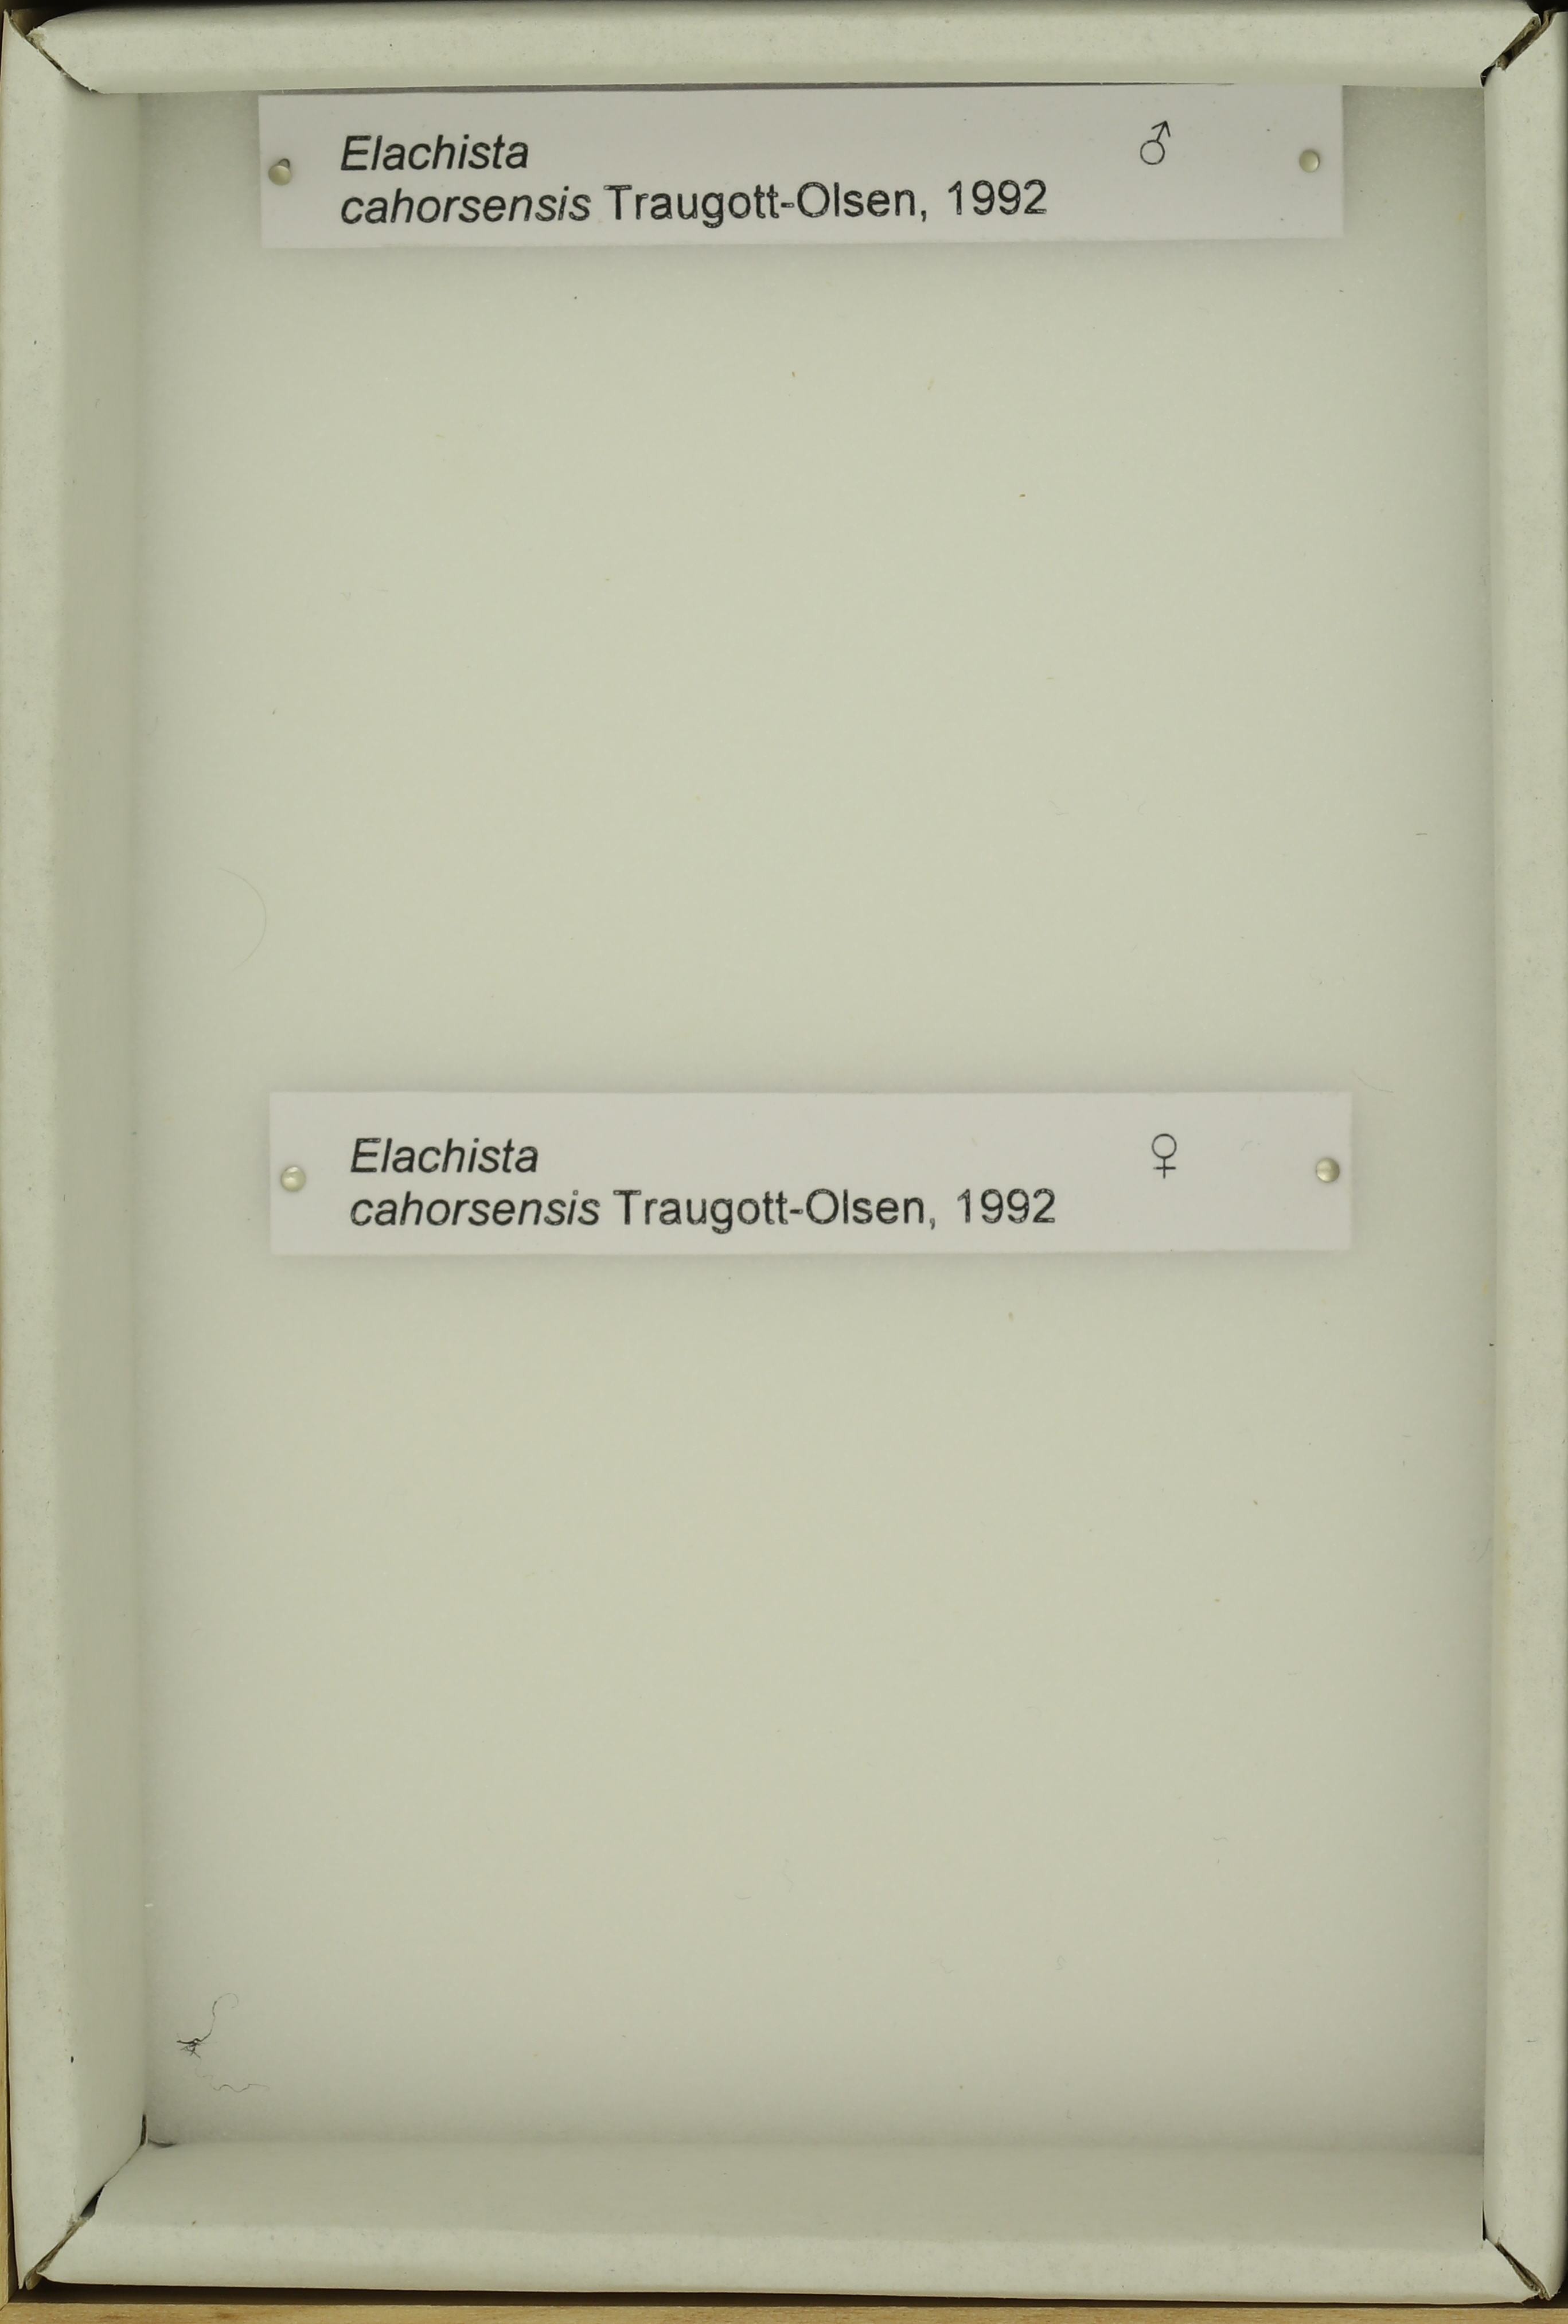 Elachista ♂
cahorsensis Traugott-Olsen, 1992
Elachista ♀
cahorsensis Traugott-Olsen, 1992